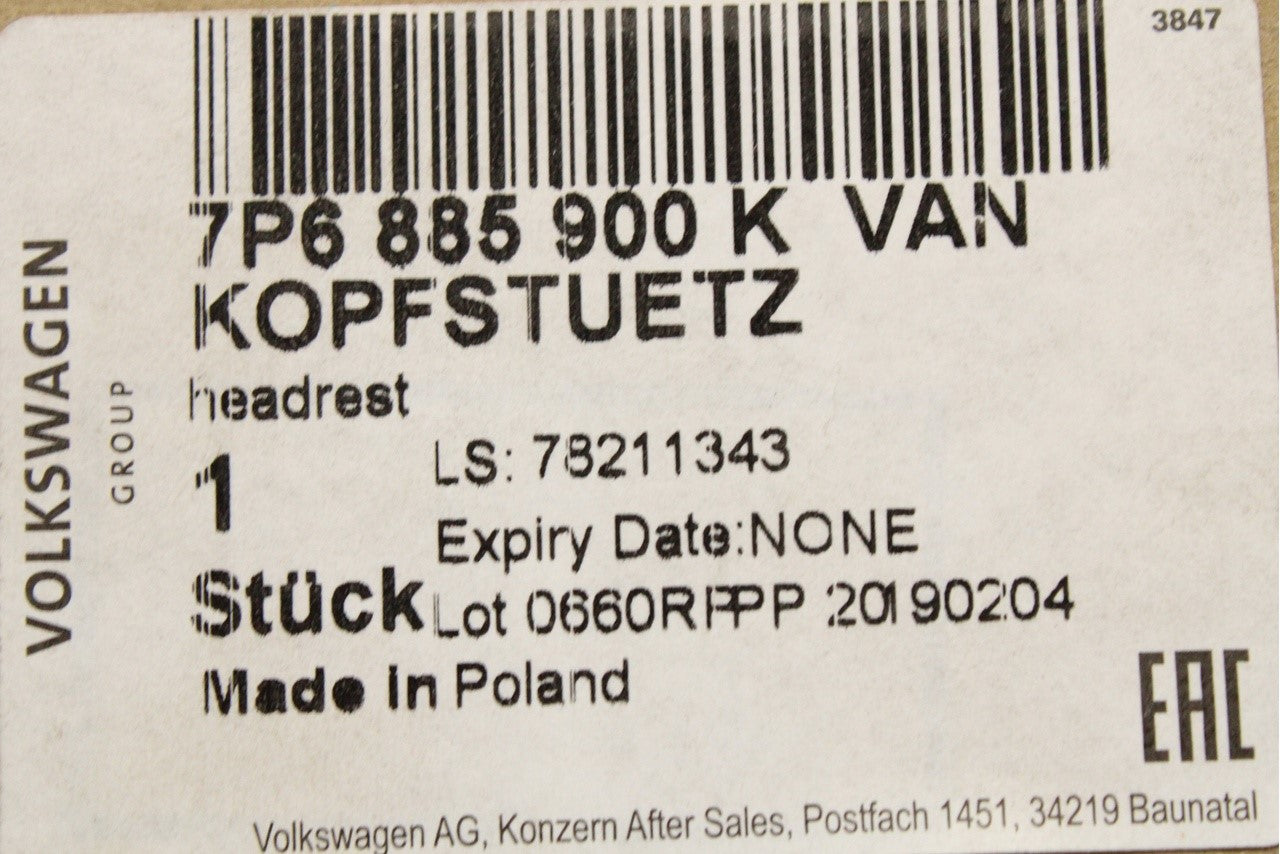 3847
7P6 885 900 K VAN
KOPFSTUETZ
headrest
1
LS: 78211343
Expiry Date:NONE
Stück
Lot 0660RPPP 20190204
Made in Poland
VOLKSWAGEN
GROUP
EAC
Volkswagen AG, Konzern After Sales, Postfach 1451, 34219 Baunatal